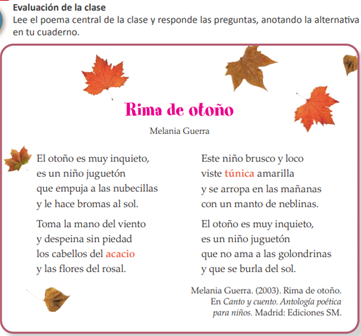 Evaluación de la clase
Lee el poema central de la clase y responde las preguntas, anotando la alternativa
en tu cuaderno.
Rima de otoño
Melania Guerra
El otoño es muy inquieto,
es un niño juguetón
que empuja a las nubecillas
y le hace bromas al sol.
Toma la mano del viento
y despeina sin piedad
los cabellos del acacio
y las flores del rosal.
Este niño brusco y loco
viste túnica amarilla
y se arropa en las mañanas
con un manto de neblinas.
El otoño es muy inquieto,
es un niño juguetón
que no ama a las golondrinas
y que se burla del sol.
Melania Guerra. (2003). Rima de otoño.
En Canto y cuento. Antología poética
para niños. Madrid: Ediciones SM.